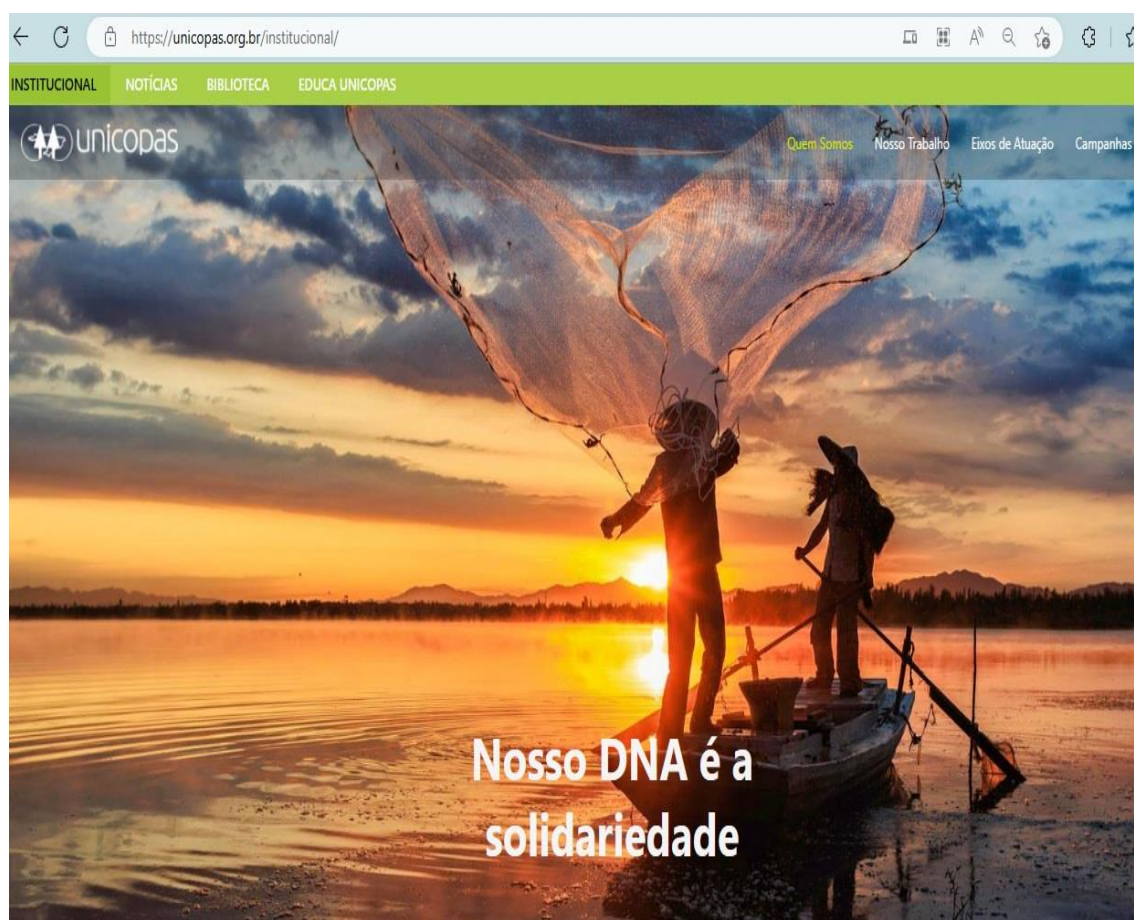 https://unicopas.org.br/institucional/
INSTITUCIONAL NOTÍCIAS BIBLIOTECA EDUCA UNICOPAS
unicopas
Quem Somos Nosso Trabalho Eixos de Atuação Campanhas
Nosso DNA é a
solidariedade